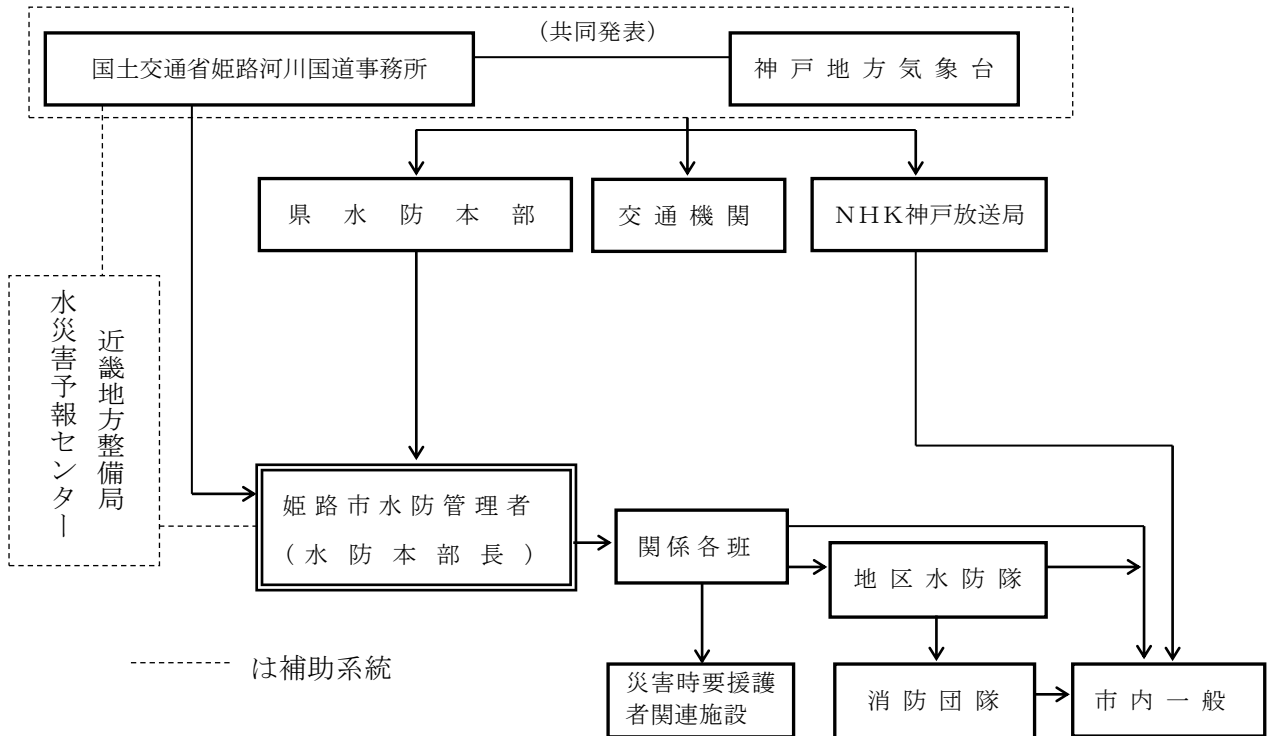 (共同発表)
国土交通省姫路河川国道事務所
神戸地方気象台
県水防本部
交通機関
NHK神戸放送局
近畿地方整備局
水災害予報センター
姫路市水防管理者
(水防本部長)
関係各班
地区水防隊
は補助系統
災害時要援護
者関連施設
消防団隊
市内一般